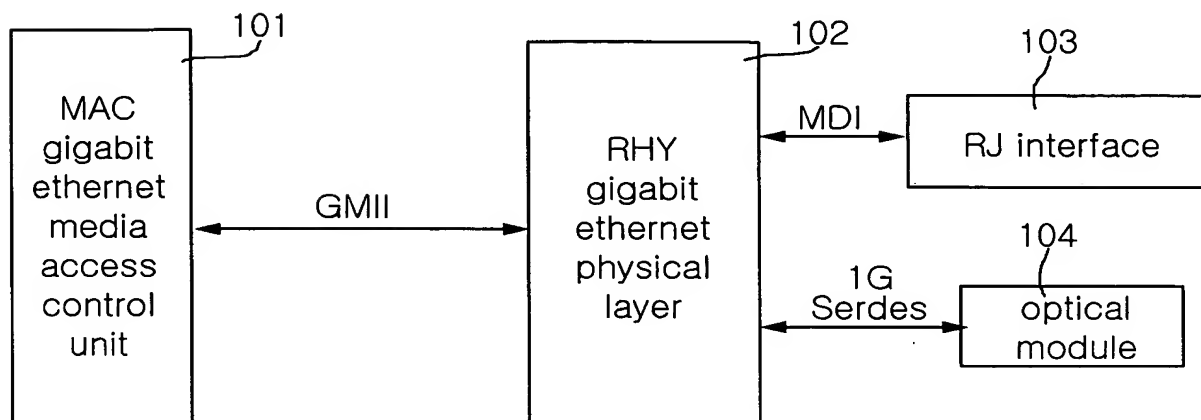 101
MAC
gigabit
ethernet
media
access
control
unit
GMII
102
RHY
gigabit
ethernet
physical
layer
MDI
103
RJ interface
1G
Serdes
104
optical
module